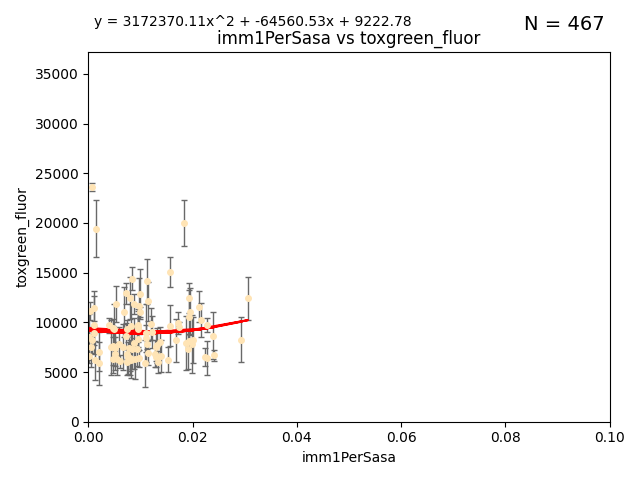 y = 3172370.11x^2 + -64560.53x + 9222.78
N = 467
imm1PerSasa vs toxgreen_fluor
35000
30000
25000
20000
15000
10000
5000
0
toxgreen_fluor
0.00 0.02 0.04 0.06 0.08 0.10
imm1PerSasa